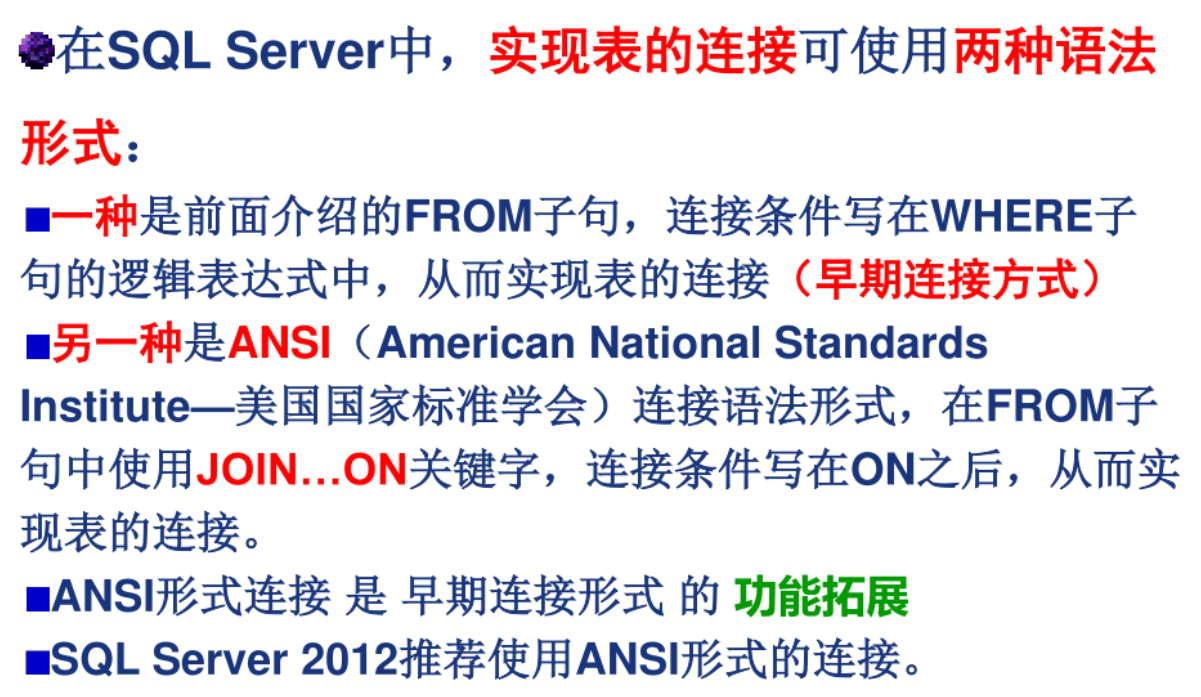 在SQL Server中，实现表的连接可使用两种语法
形式：
一种是前面介绍的FROM子句，连接条件写在WHERE子
句的逻辑表达式中，从而实现表的连接（早期连接方式）
另一种是ANSI（American National Standards
Institute—美国国家标准学会）连接语法形式，在FROM子
句中使用JOIN…ON关键字，连接条件写在ON之后，从而实
现表的连接。
ANSI形式连接 是 早期连接形式 的 功能拓展
SQL Server 2012推荐使用ANSI形式的连接。